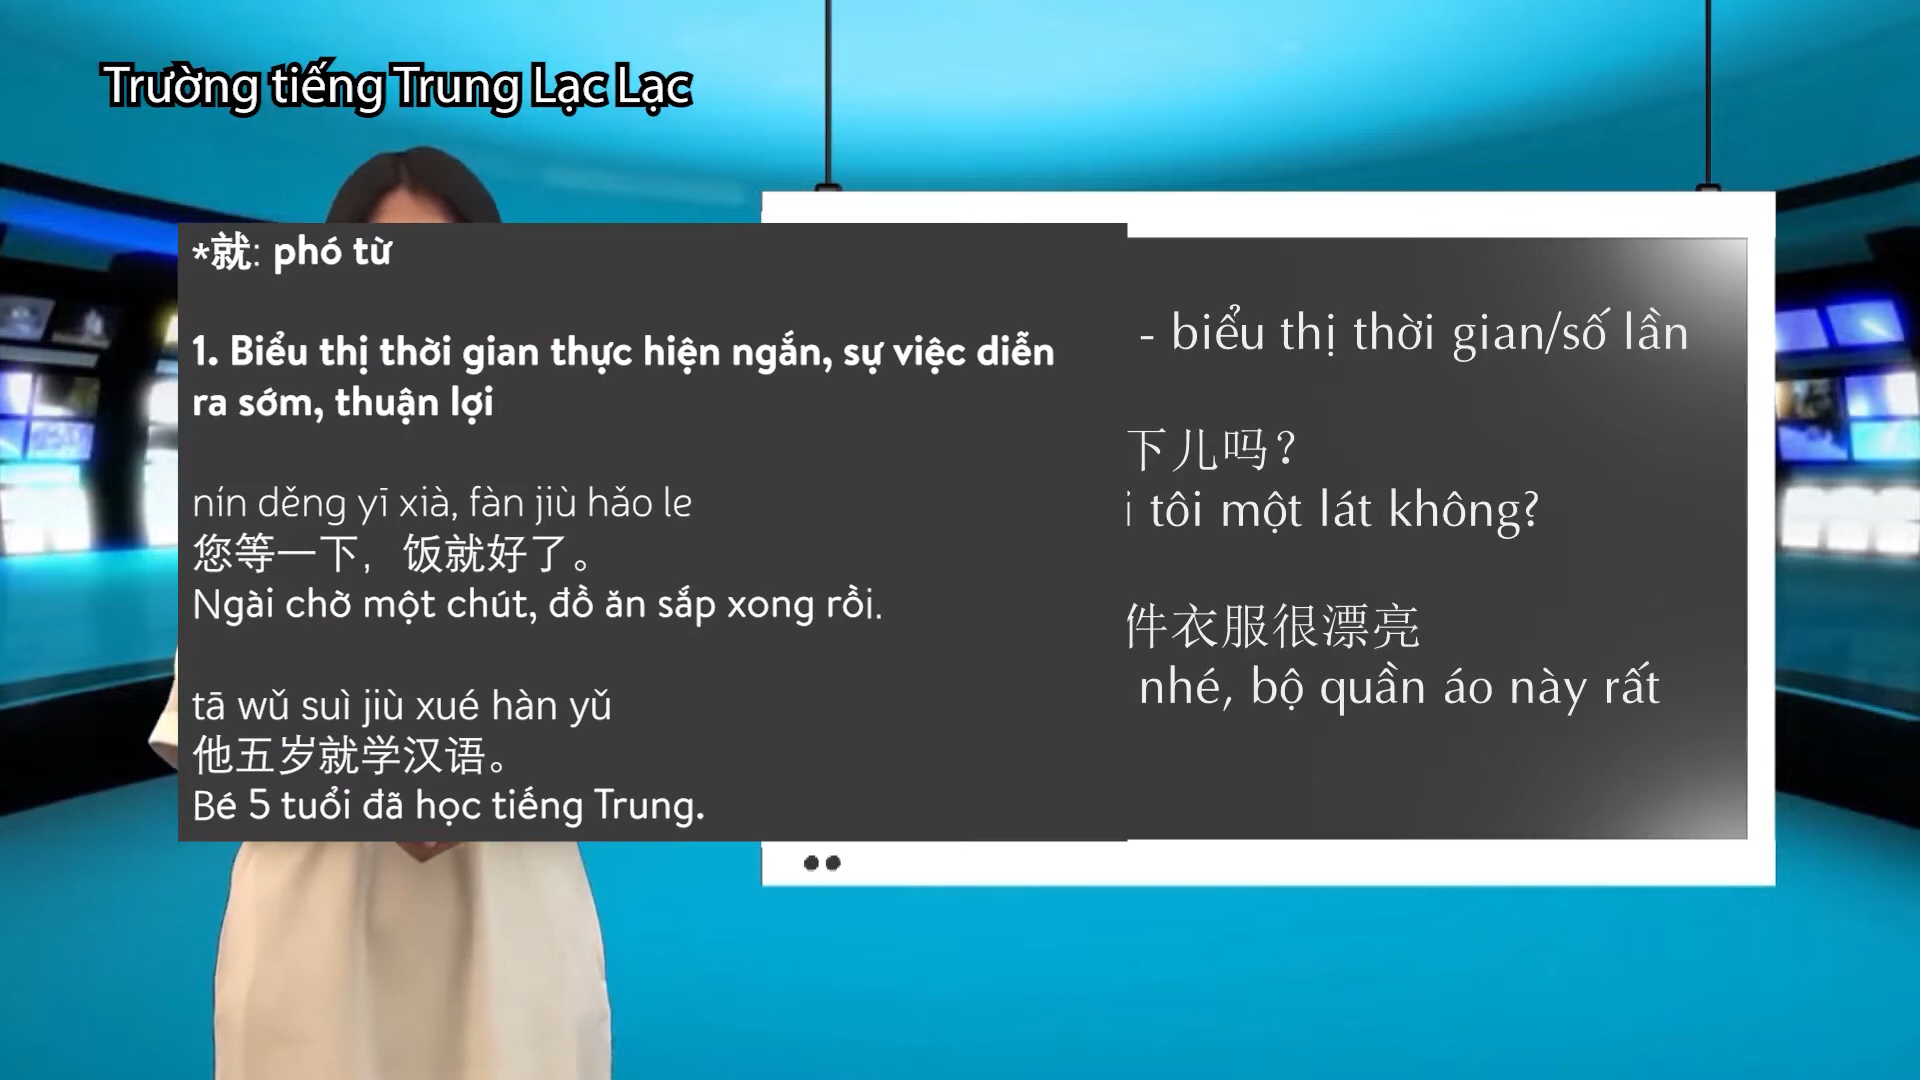 Trường tiếng Trung Lạc Lạc
*就: phó từ
1. Biểu thị thời gian thực hiện ngắn, sự việc diễn
ra sớm, thuận lợi
nín děng yī xià, fàn jiù hǎo le
您等一下，饭就好了。
Ngài chờ một chút, đồ ăn sắp xong rồi.
tā wǔ suì jiù xué hàn yǔ
他五岁就学汉语。
Bé 5 tuổi đã học tiếng Trung.
- biểu thị thời gian/số lần
下儿吗？
i tôi một lát không?
件衣服很漂亮
nhé, bộ quần áo này rất